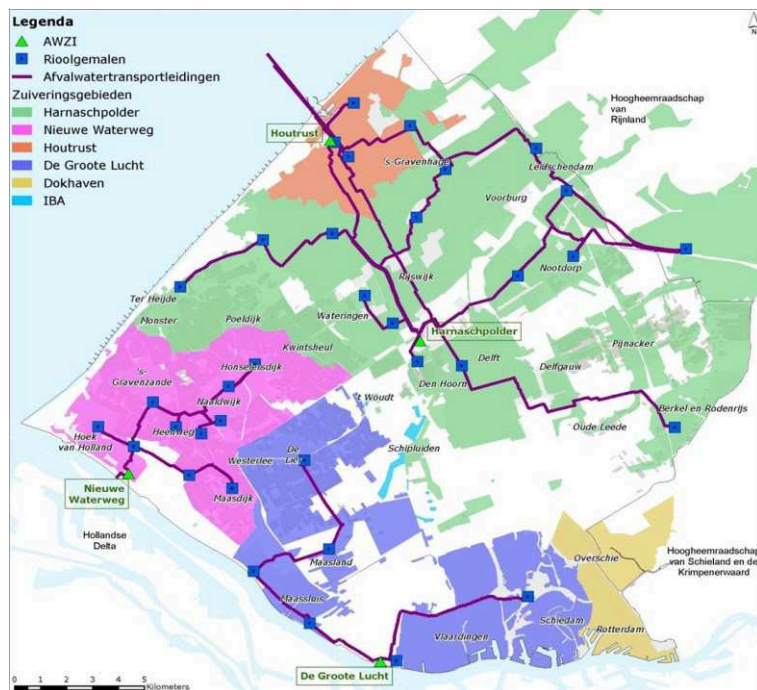 Legenda
AWZI
Rioolgemalen
Afvalwatertransportleidingen
Zuiveringsgebieden
Harnaschpolder
Nieuwe Waterweg
Houtrust
De Groote Lucht
Dokhaven
IBA
N
Hoogheemraadschap
van
Rijnland
Houtrust
's-Gravenhage
Leidschendam
Voorburg
Rijswijk
Nootdorp
Ter Heijde
Monster
Poeldijk
Wateringen
Kwintsheul
Harnaschpolder
Pijnacker
Delft
Delfgauw
Den Hoorn
's-
Gravenzande
Honselersdijk
Naaldwijk
't Woudt
Berkel en Rodenrijs
Oude Leede
Hoek
van Holland
Heenweg
Schipluiden
De
Lier
Westerlee
Maasdijk
Nieuwe
Waterweg
Hollandse
Delta
Maasland
Overschie
Hoogheemraadschap
van Schieland en de
Krimpenerwaard
Maassluis
Schiedam
Vlaardingen
Rotterdam
De Groote Lucht
0 1 2 3 4 5
Kilometers